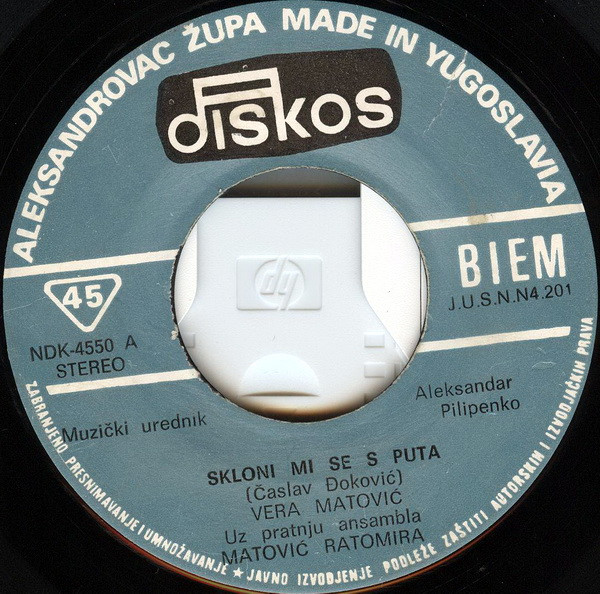 ALEKSANDROVAC ŽUPA MADE IN YUGOSLAVIA
diskos
45
BIEM
J.U.S.N.N4.201
NDK-4550 A
STEREO
hp
Muzički urednik
Aleksandar
Pilipenko
SKLONI MI SE S PUTA
(Časlav Đoković)
VERA MATOVIĆ
Uz pratnju ansambla
MATOVIĆ RATOMIRA
ZABRANJENO PRESNIMAVANJE I UMNOŽAVANJE ★ JAVNO IZVODJENJE PODLEŽE ZAŠTITI AUTORSKIH I IZVODJAČKIH PRAVA